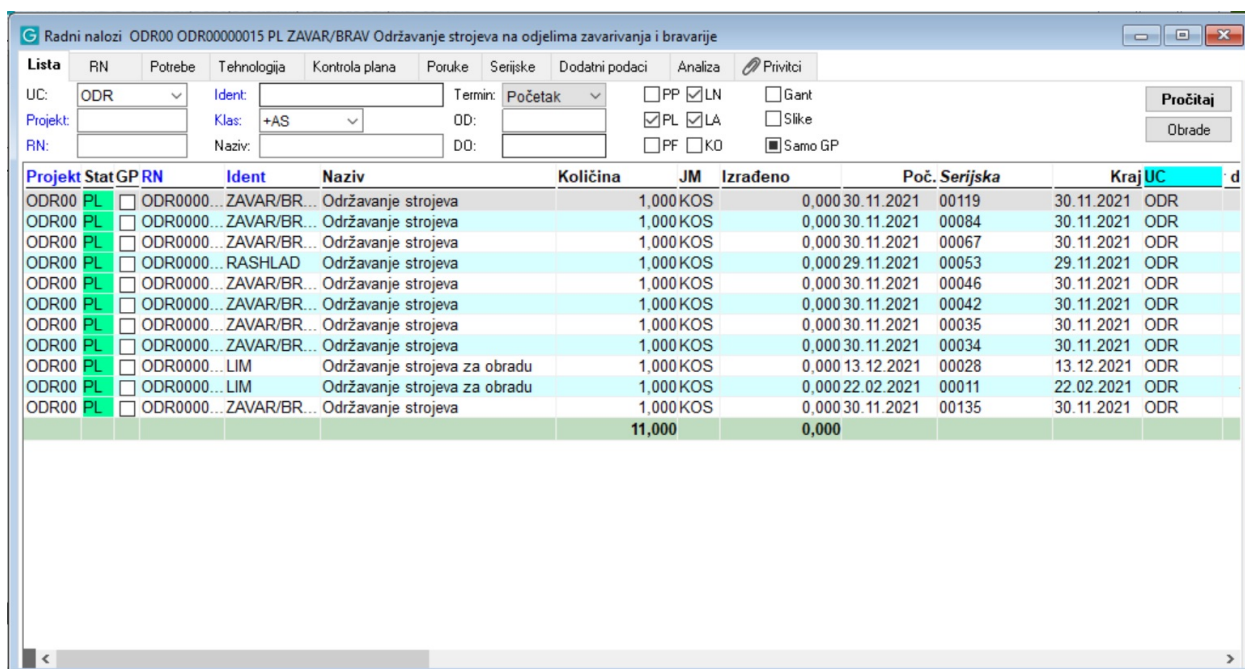 G Radni nalozi ODR00 ODR00000015 PL ZAVAR/BRAV Održavanje strojeva na odjelima zavarivanja i bravarije
Lista RN Potrebe Tehnologija Kontrola plana Poruke Serijske Dodatni podaci Analiza Privitci
UC: ODR Ident: Termin: Početak PP LN Gant Pročitaj
Projekt: Klas: +AS OD: PL LA Slike Obrade
RN: Naziv: DO: PF KO Samo GP
Projekt Stat GP RN Ident Naziv Količina JM Izrađeno Poč. Serijska Kraj UC d
ODR00 PL ODR0000... ZAVAR/BR... Održavanje strojeva 1,000 KOS 0,000 30.11.2021 00119 30.11.2021 ODR
ODR00 PL ODR0000... ZAVAR/BR... Održavanje strojeva 1,000 KOS 0,000 30.11.2021 00084 30.11.2021 ODR
ODR00 PL ODR0000... ZAVAR/BR... Održavanje strojeva 1,000 KOS 0,000 30.11.2021 00067 30.11.2021 ODR
ODR00 PL ODR0000... RASHLAD Održavanje strojeva 1,000 KOS 0,000 29.11.2021 00053 29.11.2021 ODR
ODR00 PL ODR0000... ZAVAR/BR... Održavanje strojeva 1,000 KOS 0,000 30.11.2021 00046 30.11.2021 ODR
ODR00 PL ODR0000... ZAVAR/BR... Održavanje strojeva 1,000 KOS 0,000 30.11.2021 00042 30.11.2021 ODR
ODR00 PL ODR0000... ZAVAR/BR... Održavanje strojeva 1,000 KOS 0,000 30.11.2021 00035 30.11.2021 ODR
ODR00 PL ODR0000... ZAVAR/BR... Održavanje strojeva 1,000 KOS 0,000 30.11.2021 00034 30.11.2021 ODR
ODR00 PL ODR0000... LIM Održavanje strojeva za obradu 1,000 KOS 0,000 13.12.2021 00028 13.12.2021 ODR
ODR00 PL ODR0000... LIM Održavanje strojeva za obradu 1,000 KOS 0,000 22.02.2021 00011 22.02.2021 ODR
ODR00 PL ODR0000... ZAVAR/BR... Održavanje strojeva 1,000 KOS 0,000 30.11.2021 00135 30.11.2021 ODR
11,000 0,000